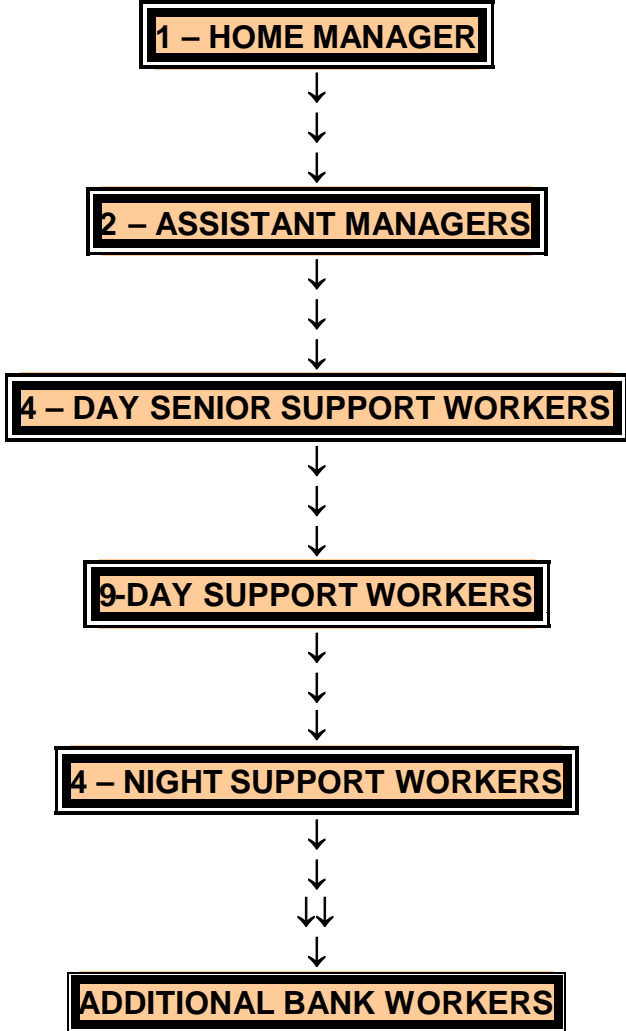 1 – HOME MANAGER
↓
↓
↓
2 – ASSISTANT MANAGERS
↓
↓
↓
4 – DAY SENIOR SUPPORT WORKERS
↓
↓
↓
9-DAY SUPPORT WORKERS
↓
↓
↓
4 – NIGHT SUPPORT WORKERS
↓
↓
↓↓
↓
ADDITIONAL BANK WORKERS